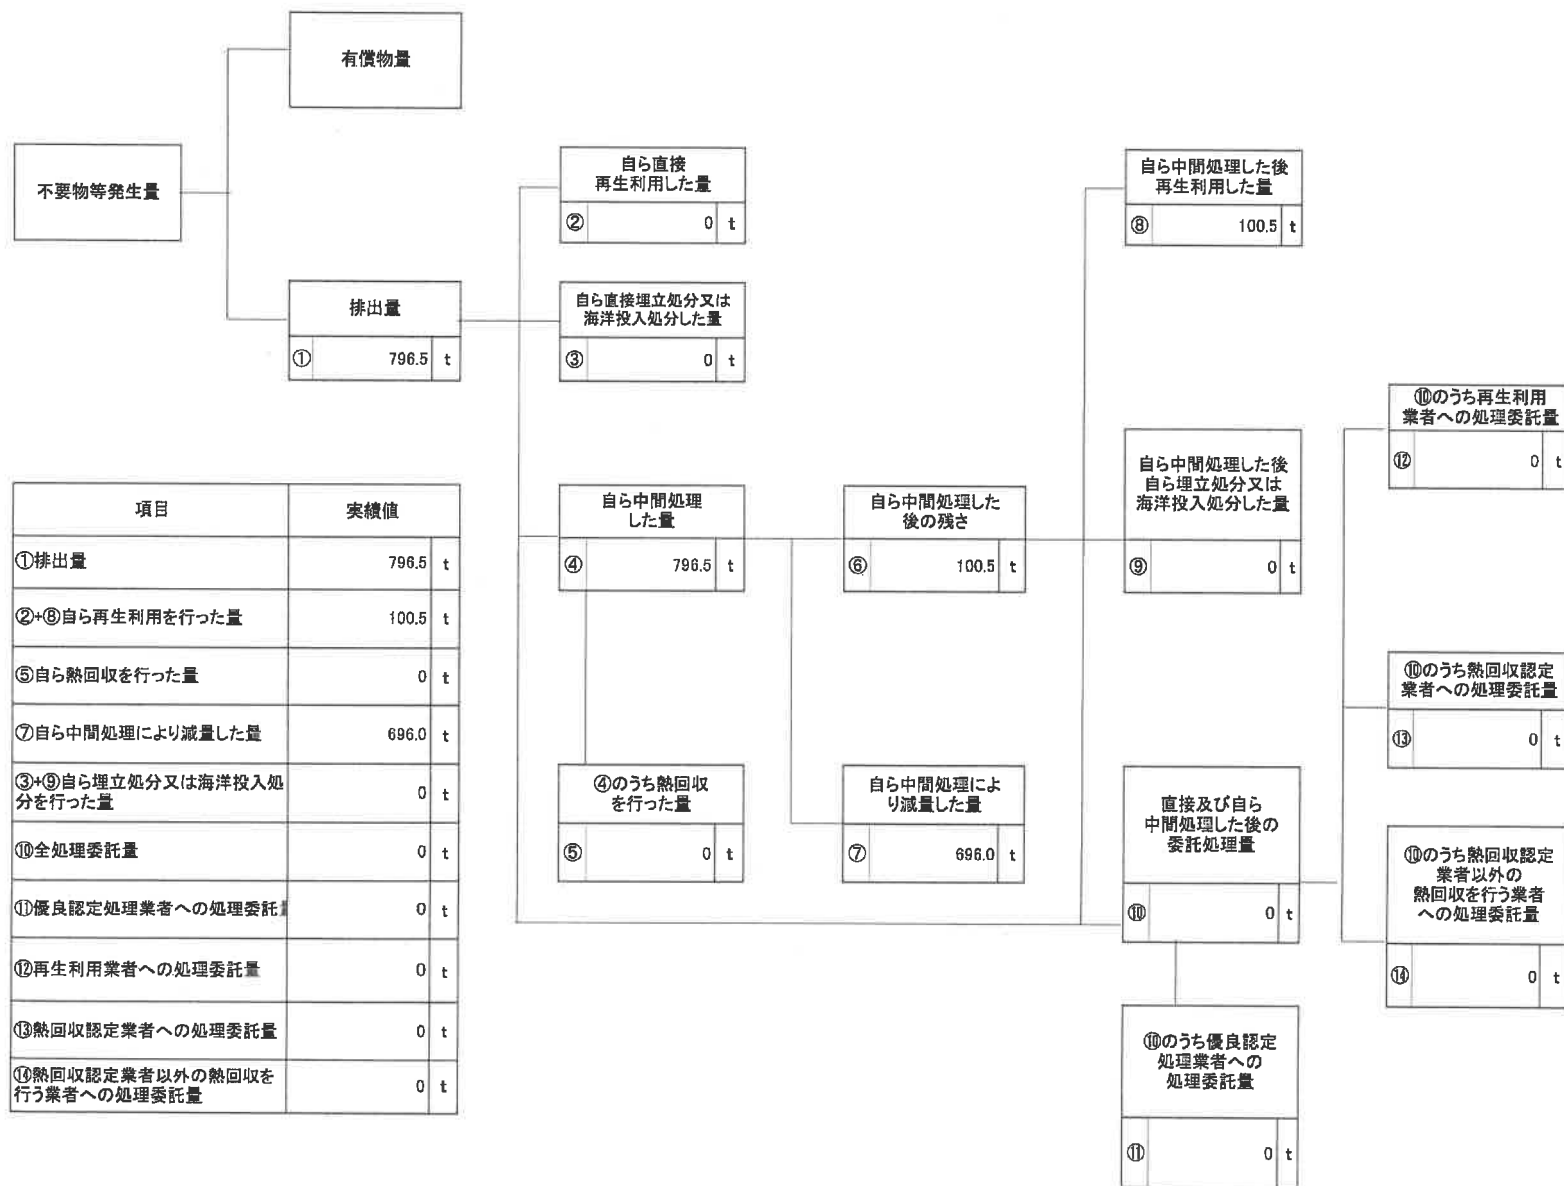 有償物量
不要物等発生量
排出量
① 796.5 t
自ら直接
再生利用した量
② 0 t
自ら直接埋立処分又は
海洋投入処分した量
③ 0 t
自ら中間処理
した量
④ 796.5 t
④のうち熱回収
を行った量
⑤ 0 t
自ら中間処理した
後の残さ
⑥ 100.5 t
自ら中間処理によ
り減量した量
⑦ 696.0 t
自ら中間処理した後
再生利用した量
⑧ 100.5 t
自ら中間処理した後
自ら埋立処分又は
海洋投入処分した量
⑨ 0 t
直接及び自ら
中間処理した後の
委託処理量
⑩ 0 t
⑩のうち優良認定
処理業者への
処理委託量
⑪ 0 t
⑩のうち再生利用
業者への処理委託量
⑫ 0 t
⑩のうち熱回収認定
業者への処理委託量
⑬ 0 t
⑩のうち熱回収認定
業者以外の
熱回収を行う業者
への処理委託量
⑭ 0 t
項目 実績値
①排出量 796.5 t
②+⑧自ら再生利用を行った量 100.5 t
⑤自ら熱回収を行った量 0 t
⑦自ら中間処理により減量した量 696.0 t
③+⑨自ら埋立処分又は海洋投入処
分を行った量 0 t
⑩全処理委託量 0 t
⑪優良認定処理業者への処理委託 0 t
⑫再生利用業者への処理委託量 0 t
⑬熱回収認定業者への処理委託量 0 t
⑭熱回収認定業者以外の熱回収を
行う業者への処理委託量 0 t